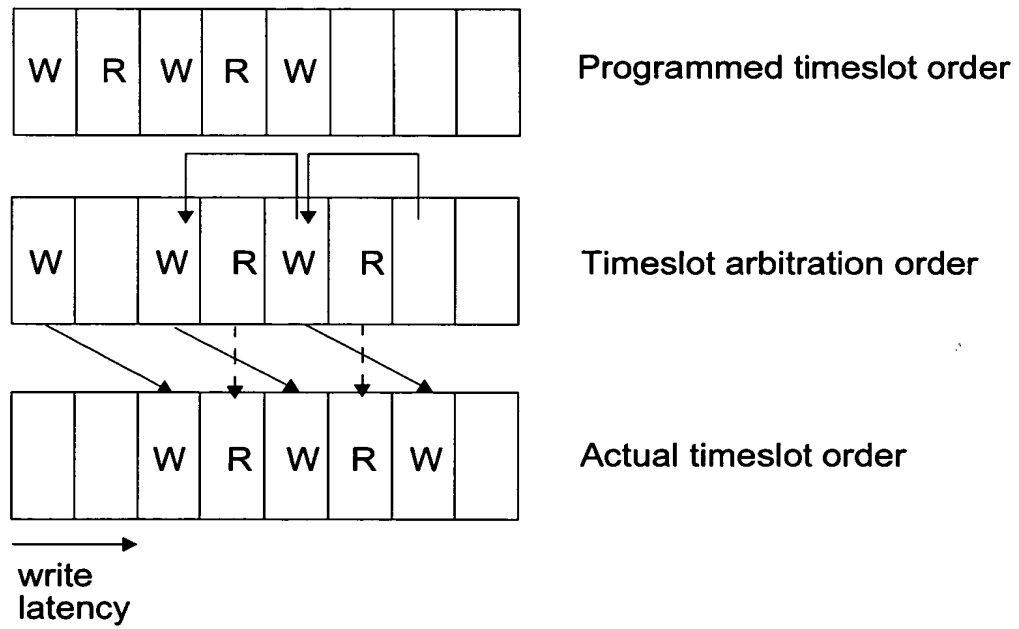 W R W R W Programmed timeslot order
W W R W R Timeslot arbitration order
W R W R W Actual timeslot order
write
latency